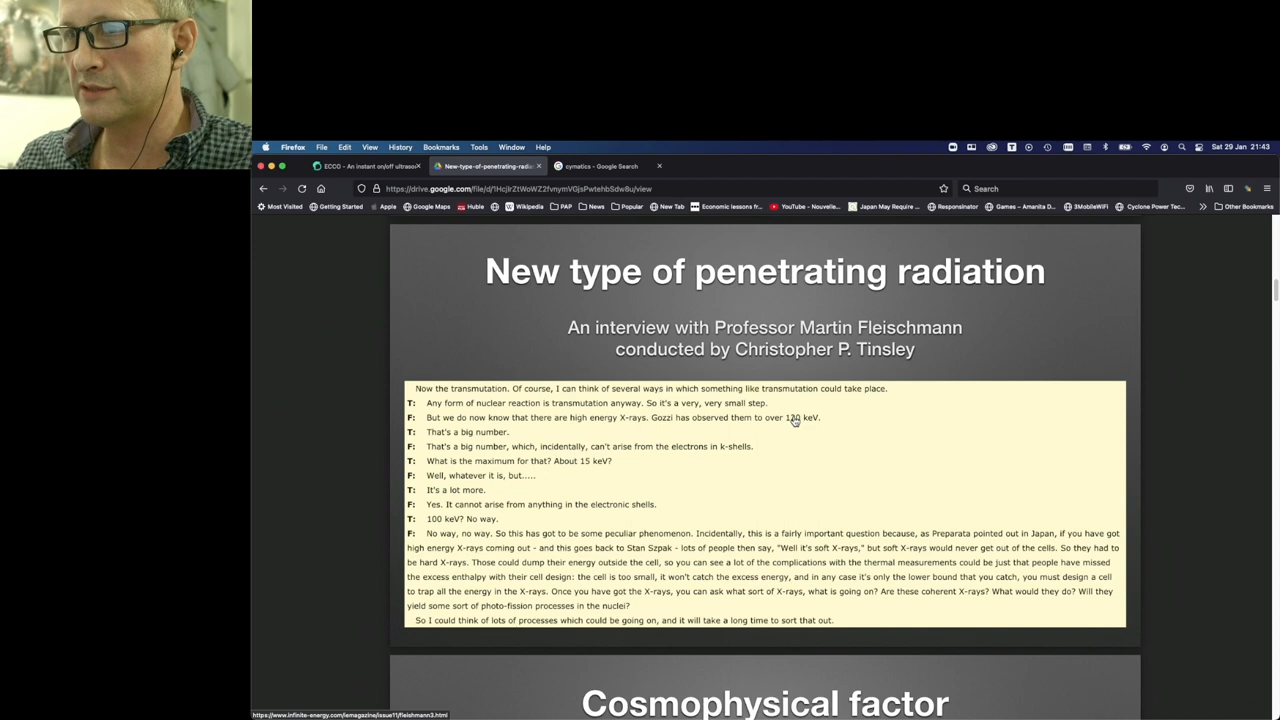 Firefox File Edit View History Bookmarks Tools Window Help Sat 29 Jan 21:43
ECCO - An instant on/off ultrasou New-type-of-penetrating-radia cymatics - Google Search
https://drive.google.com/file/d/ /view Search
Most Visited Getting Started Apple Google Maps Huble Wikipedia PAP News Popular New Tab Economic lessons fr... YouTube - Nouvelle... Japan May Require ... Responsinator Games – Amanita D... 3MobileWiFi Cyclone Power Tec... Other Bookmarks
New type of penetrating radiation
An interview with Professor Martin Fleischmann
conducted by Christopher P. Tinsley
Now the transmutation. Of course, I can think of several ways in which something like transmutation could take place.
T: Any form of nuclear reaction is transmutation anyway. So it's a very, very small step.
F: But we do now know that there are high energy X-rays. Gozzi has observed them to over keV.
T: That's a big number.
F: That's a big number, which, incidentally, can't arise from the electrons in k-shells.
T: What is the maximum for that? About 15 keV?
F: Well, whatever it is, but.....
T: It's a lot more.
F: Yes. It cannot arise from anything in the electronic shells.
T: 100 keV? No way.
F: No way, no way. So this has got to be some peculiar phenomenon. Incidentally, this is a fairly important question because, as Preparata pointed out in Japan, if you have got
high energy X-rays coming out - and this goes back to Stan Szpak - lots of people then say, "Well it's soft X-rays," but soft X-rays would never get out of the cells. So they had to
be hard X-rays. Those could dump their energy outside the cell, so you can see a lot of the complications with the thermal measurements could be just that people have missed
the excess enthalpy with their cell design: the cell is too small, it won't catch the excess energy, and in any case it's only the lower bound that you catch, you must design a cell
to trap all the energy in the X-rays. Once you have got the X-rays, you can ask what sort of X-rays, what is going on? Are these coherent X-rays? What would they do? Will they
yield some sort of photo-fission processes in the nuclei?
So I could think of lots of processes which could be going on, and it will take a long time to sort that out.
Cosmophysical factor
https://www.infinite-energy.com/iemagazine/issue11/fleishmann3.html